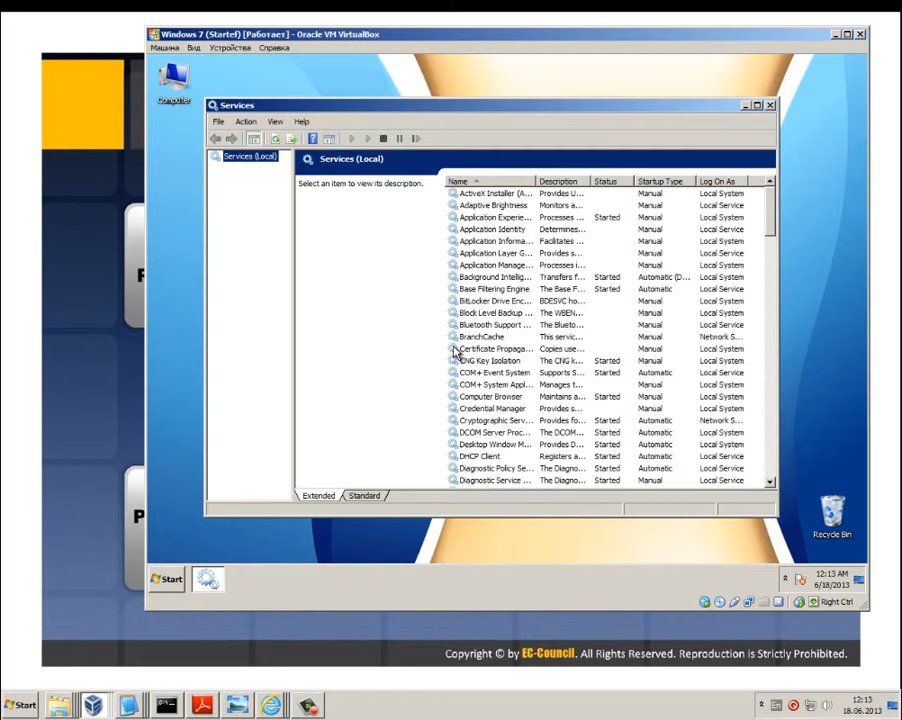 Windows 7 (Startef) [Работает] - Oracle VM VirtualBox
Машина Вид Устройства Справка
Computer
Services
File Action View Help
Services (Local)
Services (Local)
Select an item to view its description.
Name Description Status Startup Type Log On As
ActiveX Installer (A... Provides U... Manual Local System
Adaptive Brightness Monitors a... Manual Local Service
Application Experie... Processes ... Started Manual Local System
Application Identity Determines... Manual Local Service
Application Informa... Facilitates ... Manual Local System
Application Layer G... Provides s... Manual Local Service
Application Manage... Processes i... Manual Local System
Background Intellig... Transfers f... Started Automatic (D... Local System
Base Filtering Engine The Base F... Started Automatic Local Service
BitLocker Drive Enc... BDESVC ho... Manual Local System
Block Level Backup ... The WBEN... Manual Local System
Bluetooth Support ... The Blueto... Manual Local Service
BranchCache This servic... Manual Network S...
Certificate Propaga... Copies use... Manual Local System
CNG Key Isolation The CNG k... Started Manual Local System
COM+ Event System Supports S... Started Automatic Local Service
COM+ System Appl... Manages t... Manual Local System
Computer Browser Maintains a... Started Manual Local System
Credential Manager Provides s... Manual Local System
Cryptographic Serv... Provides fo... Started Automatic Network S...
DCOM Server Proc... The DCOM... Started Automatic Local System
Desktop Window M... Provides D... Started Automatic Local System
DHCP Client Registers a... Started Automatic Local Service
Diagnostic Policy Se... The Diagno... Started Automatic Local Service
Diagnostic Service ... The Diagno... Started Manual Local Service
Extended Standard
P
P
Recycle Bin
Start
12:13 AM
6/18/2013
Right Ctrl
Copyright © by EC-Council. All Rights Reserved. Reproduction is Strictly Prohibited.
Start
En
12:13
18.06.2013